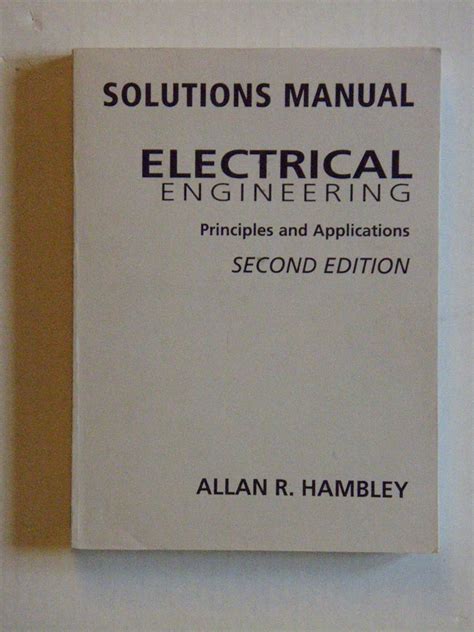 SOLUTIONS MANUAL
ELECTRICAL
ENGINEERING
Principles and Applications
SECOND EDITION
ALLAN R. HAMBLEY